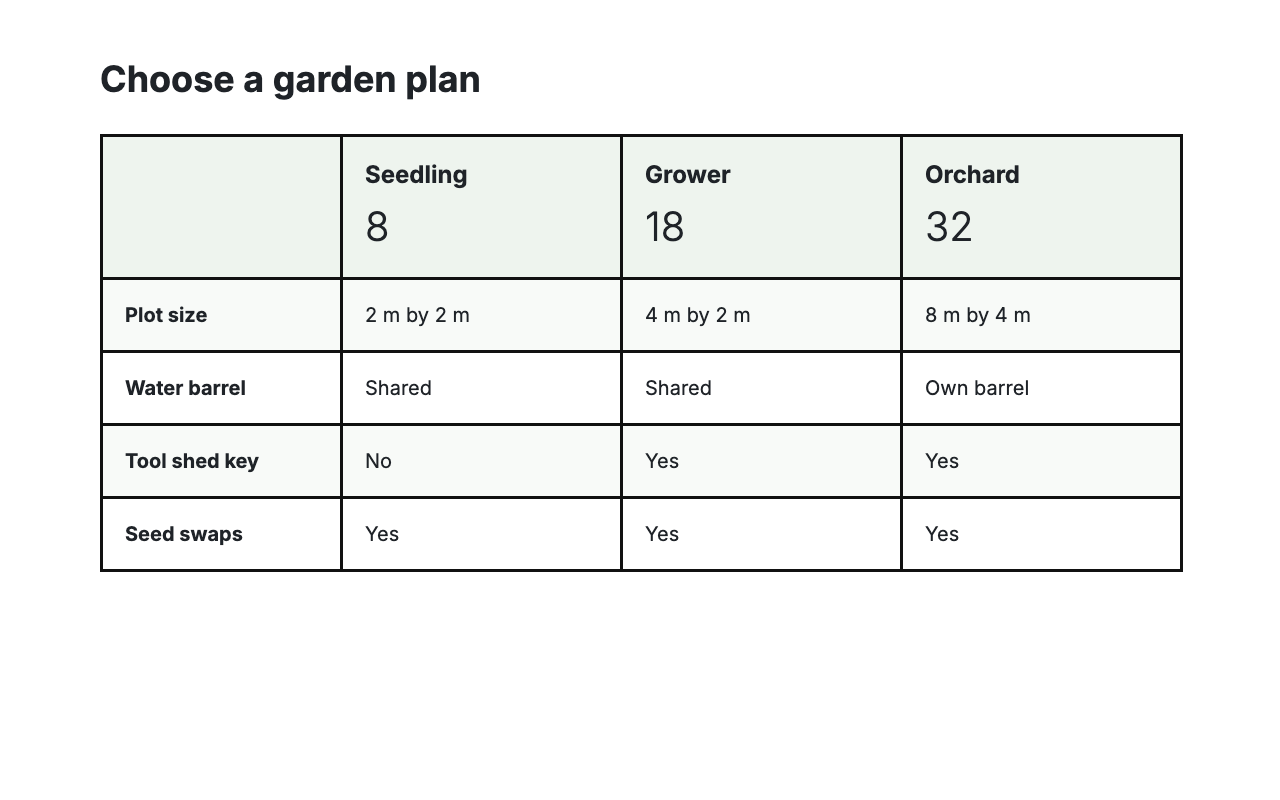 Choose a garden plan
Seedling Grower Orchard
8 18 32
Plot size 2 m by 2 m 4 m by 2 m 8 m by 4 m
Water barrel Shared Shared Own barrel
Tool shed key No Yes Yes
Seed swaps Yes Yes Yes